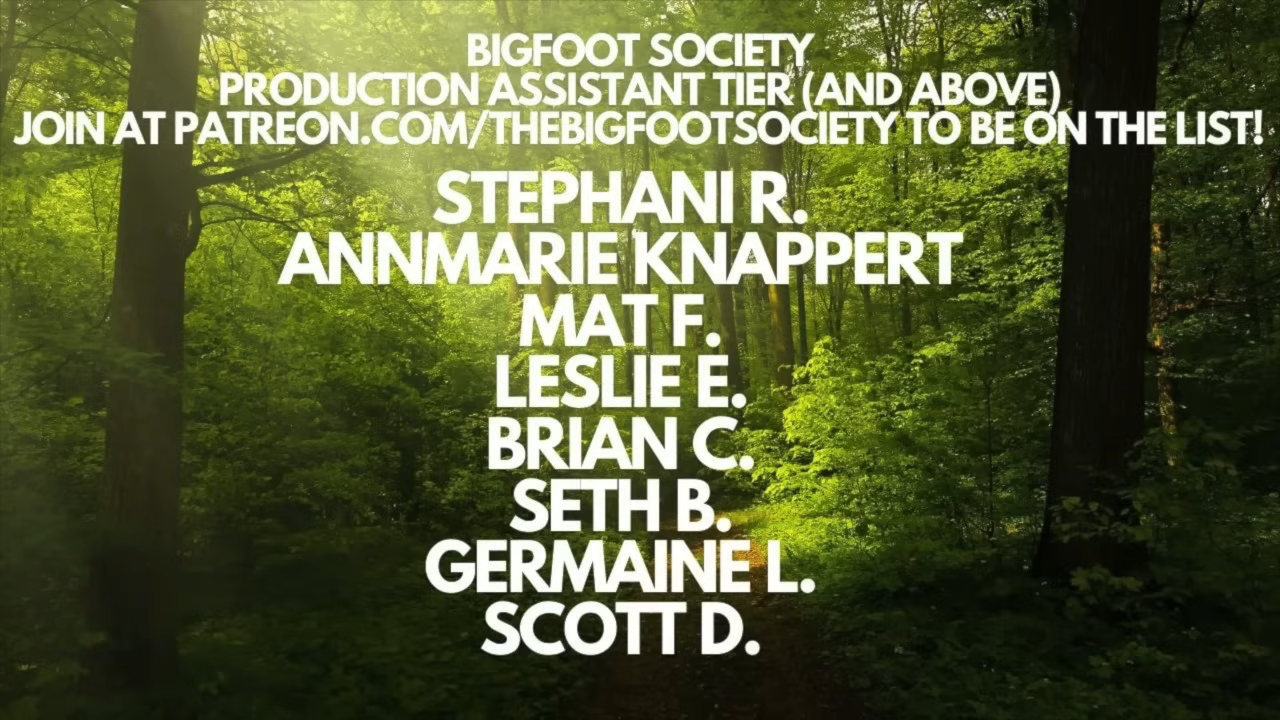 BIGFOOT SOCIETY
PRODUCTION ASSISTANT TIER (AND ABOVE)
JOIN AT PATREON.COM/THEBIGFOOTSOCIETY TO BE ON THE LIST!
STEPHANI R.
ANNMARIE KNAPPERT
MAT F.
LESLIE E.
BRIAN C.
SETH B.
GERMAINE L.
SCOTT D.